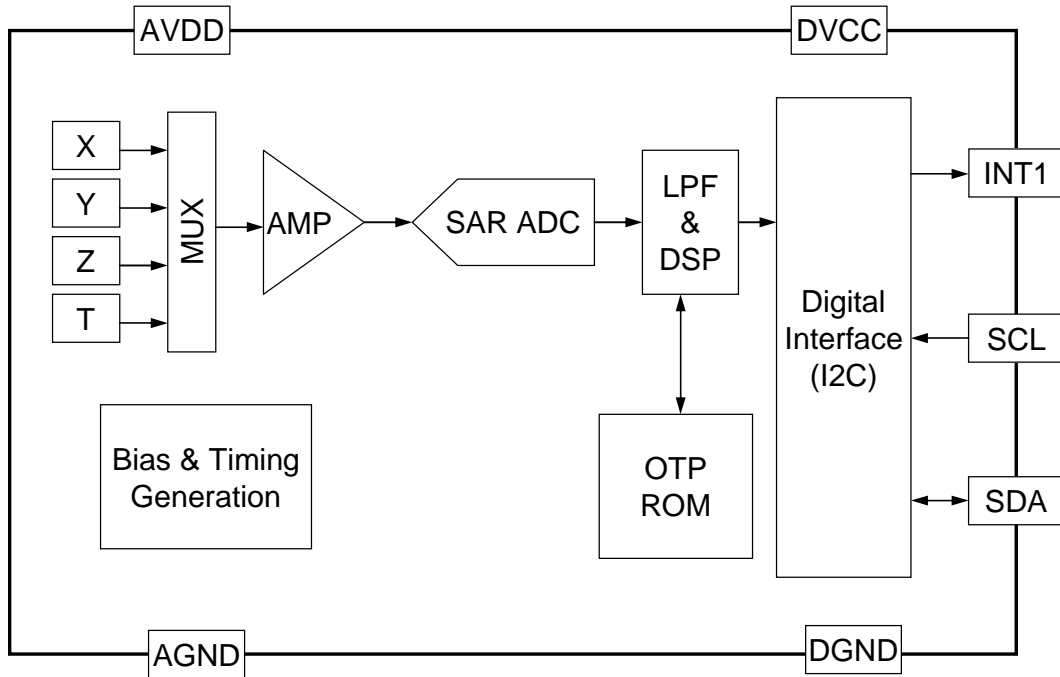 AVDD
DVCC
X
Y
Z
T
MUX
AMP
SAR ADC
LPF
&
DSP
Digital
Interface
(I2C)
INT1
SCL
SDA
Bias & Timing
Generation
OTP
ROM
AGND
DGND